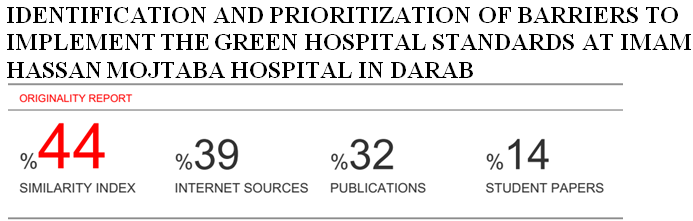 IDENTIFICATION AND PRIORITIZATION OF BARRIERS TO
IMPLEMENT THE GREEN HOSPITAL STANDARDS AT IMAM
HASSAN MOJTABA HOSPITAL IN DARAB
ORIGINALITY REPORT
%44 %39 %32 %14
SIMILARITY INDEX INTERNET SOURCES PUBLICATIONS STUDENT PAPERS